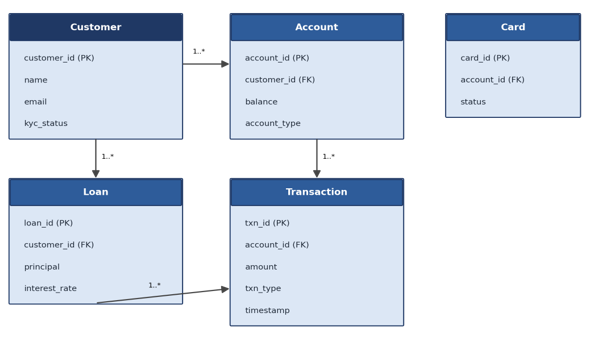 Customer
customer_id (PK)
name
email
kyc_status
1..*
Account
account_id (PK)
customer_id (FK)
balance
account_type
Card
card_id (PK)
account_id (FK)
status
1..*
1..*
Loan
loan_id (PK)
customer_id (FK)
principal
interest_rate
1..*
Transaction
txn_id (PK)
account_id (FK)
amount
txn_type
timestamp